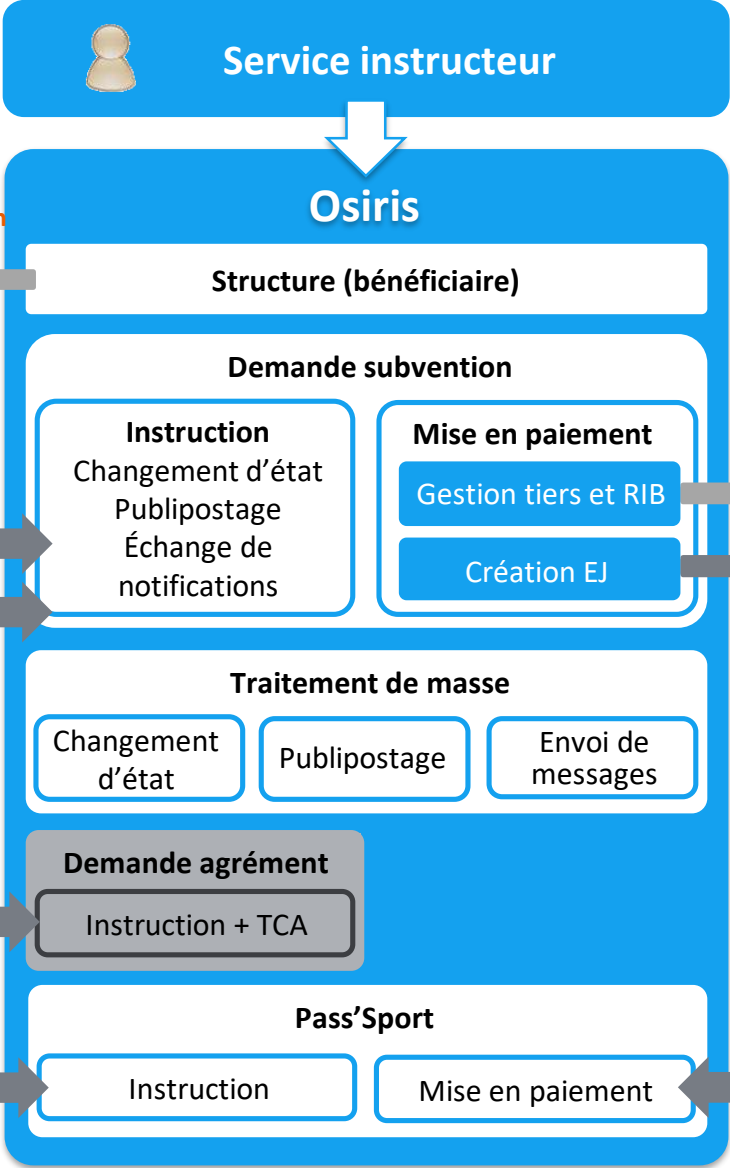 Service instructeur
Osiris
Structure (bénéficiaire)
Demande subvention
Instruction
Changement d'état
Publipostage
Échange de
notifications
Mise en paiement
Gestion tiers et RIB
Création EJ
Traitement de masse
Changement
d'état
Publipostage
Envoi de
messages
Demande agrément
Instruction + TCA
Pass'Sport
Instruction
Mise en paiement